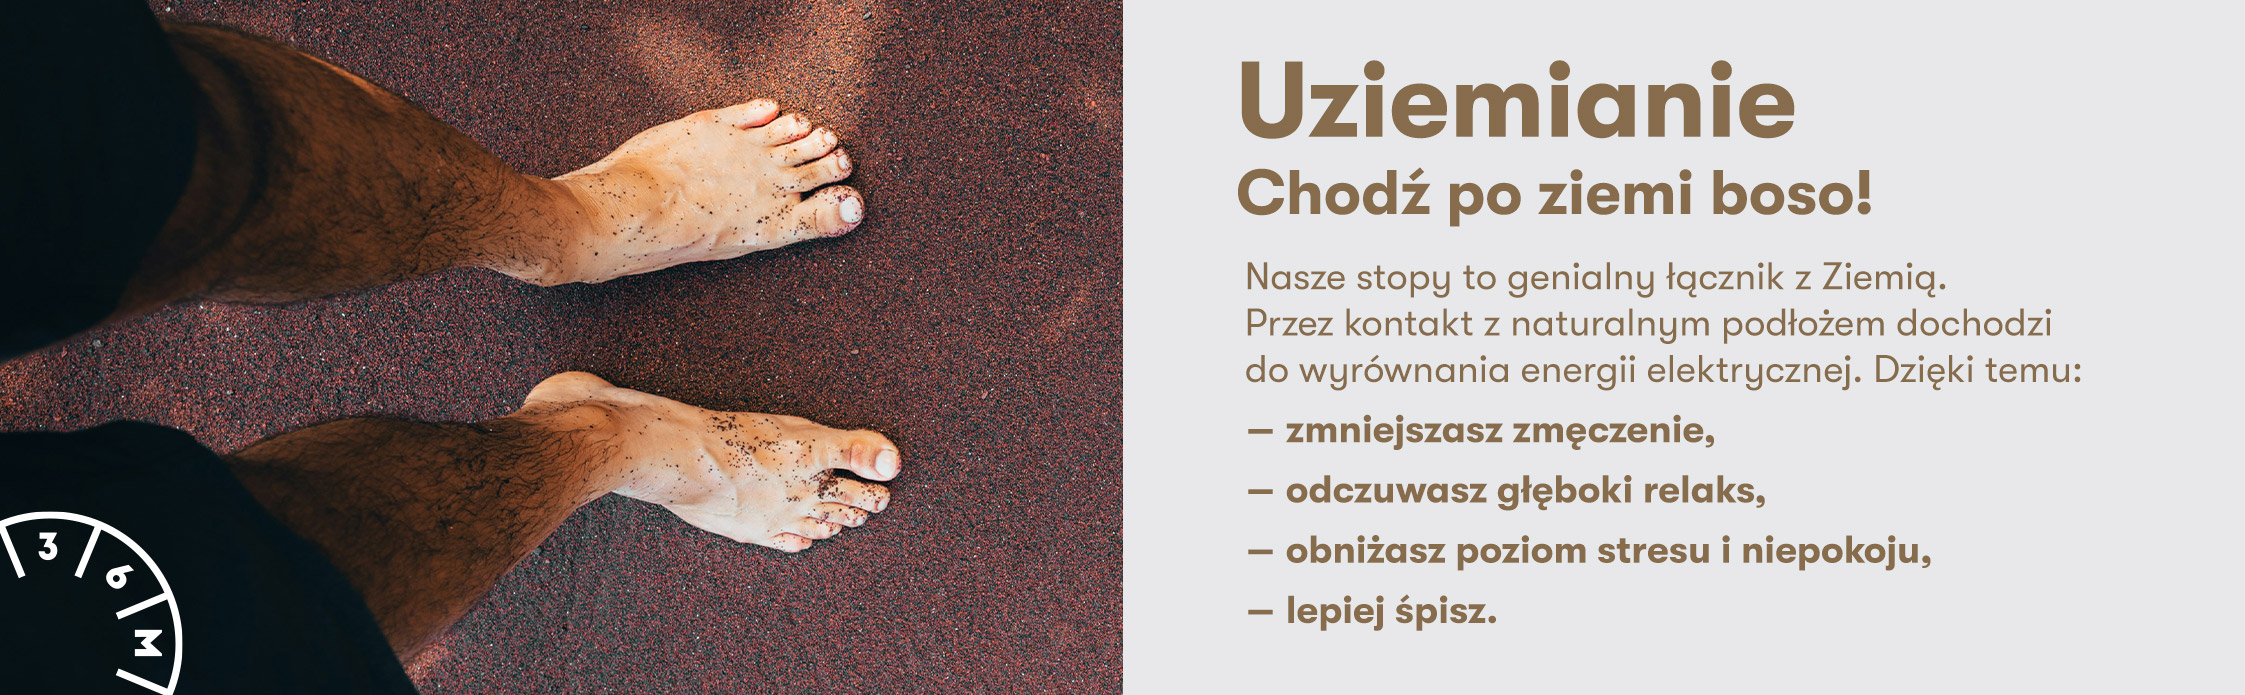 Uziemianie
Chodź po ziemi boso!
Nasze stopy to genialny łącznik z Ziemią.
Przez kontakt z naturalnym podłożem dochodzi
do wyrównania energii elektrycznej. Dzięki temu:
– zmniejszasz zmęczenie,
– odczuwasz głęboki relaks,
– obniżasz poziom stresu i niepokoju,
– lepiej śpisz.
3 6 M